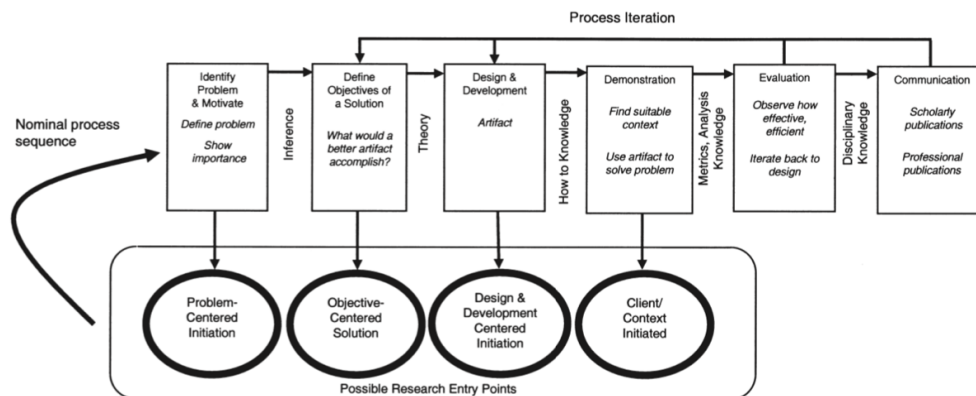 Process Iteration
Nominal process
sequence
Identify
Problem
& Motivate
Define problem
Show
importance
Inference
Define
Objectives of
a Solution
What would a
better artifact
accomplish?
Theory
Design &
Development
Artifact
How to Knowledge
Demonstration
Find suitable
context
Use artifact to
solve problem
Metrics, Analysis
Knowledge
Evaluation
Observe how
effective,
efficient
Iterate back to
design
Disciplinary
Knowledge
Communication
Scholarly
publications
Professional
publications
Problem-
Centered
Initiation
Objective-
Centered
Solution
Design &
Development
Centered
Initiation
Client/
Context
Initiated
Possible Research Entry Points